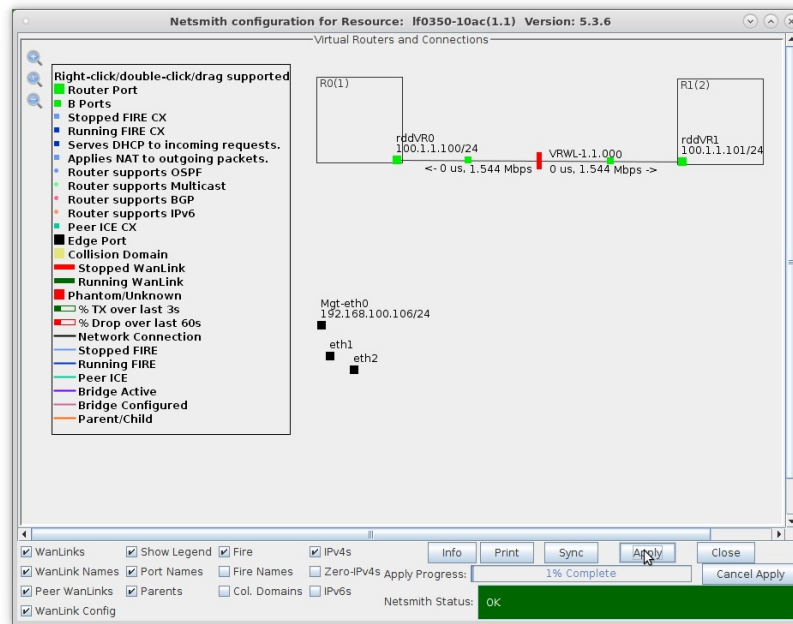 Netsmith configuration for Resource: lf0350-10ac(1.1) Version: 5.3.6
Virtual Routers and Connections
Right-click/double-click/drag supported
Router Port
B Ports
Stopped FIRE CX
Running FIRE CX
Serves DHCP to incoming requests.
Applies NAT to outgoing packets.
Router supports OSPF
Router supports Multicast
Router supports BGP
Router supports IPv6
Peer ICE CX
Edge Port
Collision Domain
Stopped WanLink
Running WanLink
Phantom/Unknown
% TX over last 3s
% Drop over last 60s
Network Connection
Stopped FIRE
Running FIRE
Peer ICE
Bridge Active
Bridge Configured
Parent/Child
R0(1)
R1(2)
rddVR0
100.1.1.100/24
VRWL-1.1.000
rddVR1
100.1.1.101/24
<- 0 us, 1.544 Mbps
0 us, 1.544 Mbps ->
Mgt-eth0
192.168.100.106/24
eth1
eth2
WanLinks
Show Legend
Fire
IPv4s
Info
Print
Sync
Apply
Close
WanLink Names
Port Names
Fire Names
Zero-IPv4s
Apply Progress:
1% Complete
Cancel Apply
Peer WanLinks
Parents
Col. Domains
IPv6s
Netsmith Status:
OK
WanLink Config